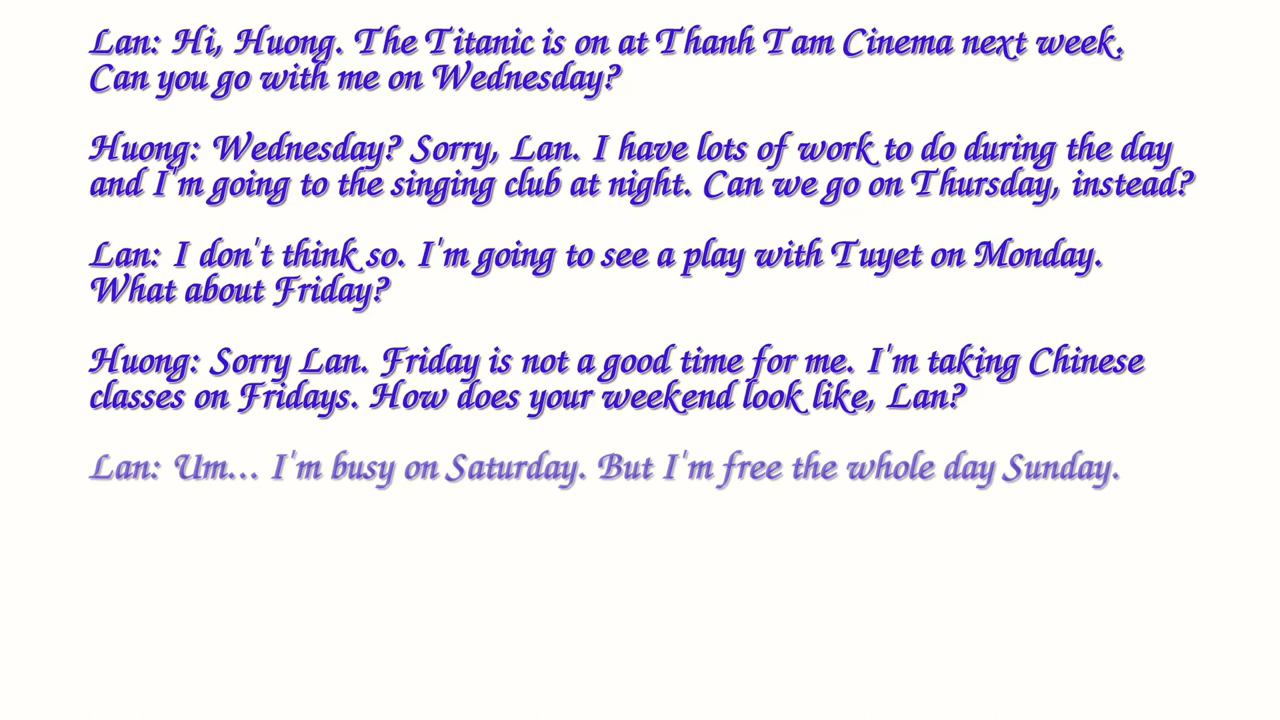 Lan: Hi, Huong. The Titanic is on at Thanh Tam Cinema next week.
Can you go with me on Wednesday?
Huong: Wednesday? Sorry, Lan. I have lots of work to do during the day
and I'm going to the singing club at night. Can we go on Thursday, instead?
Lan: I don't think so. I'm going to see a play with Tuyet on Monday.
What about Friday?
Huong: Sorry Lan. Friday is not a good time for me. I'm taking Chinese
classes on Fridays. How does your weekend look like, Lan?
Lan: Um... I'm busy on Saturday. But I'm free the whole day Sunday.